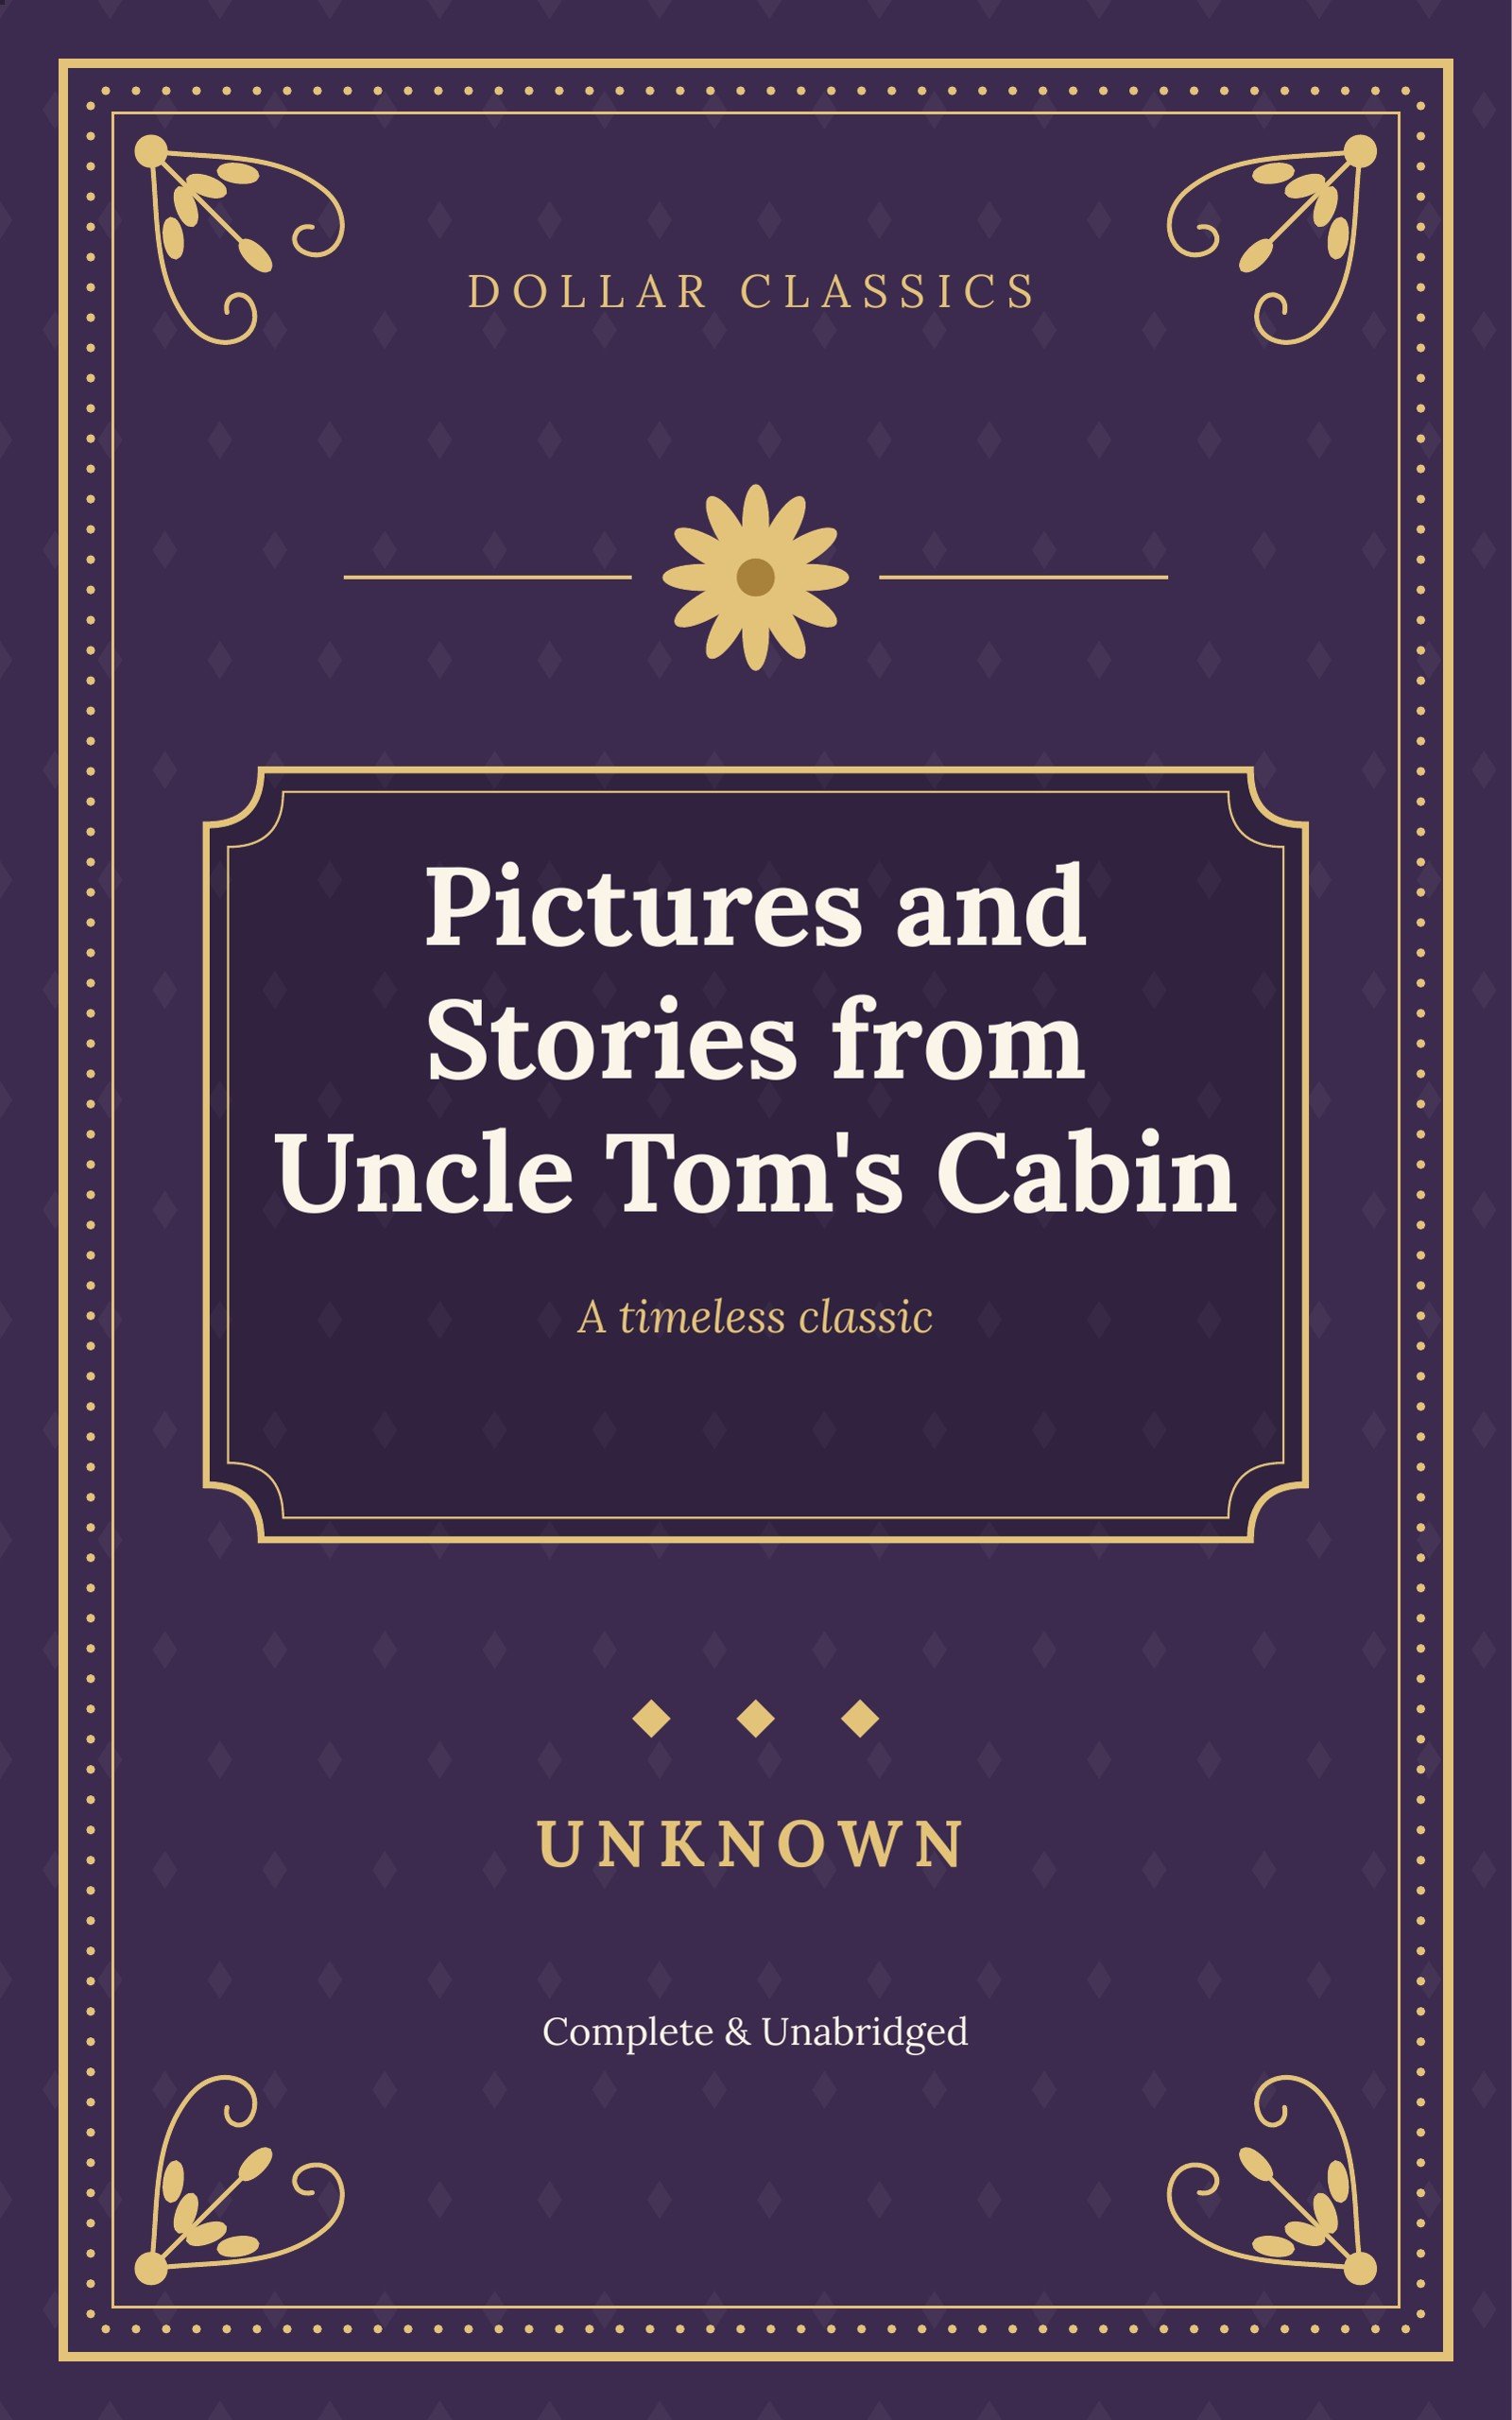 DOLLAR CLASSICS
Pictures and
Stories from
Uncle Tom's Cabin
A timeless classic
UNKNOWN
Complete & Unabridged